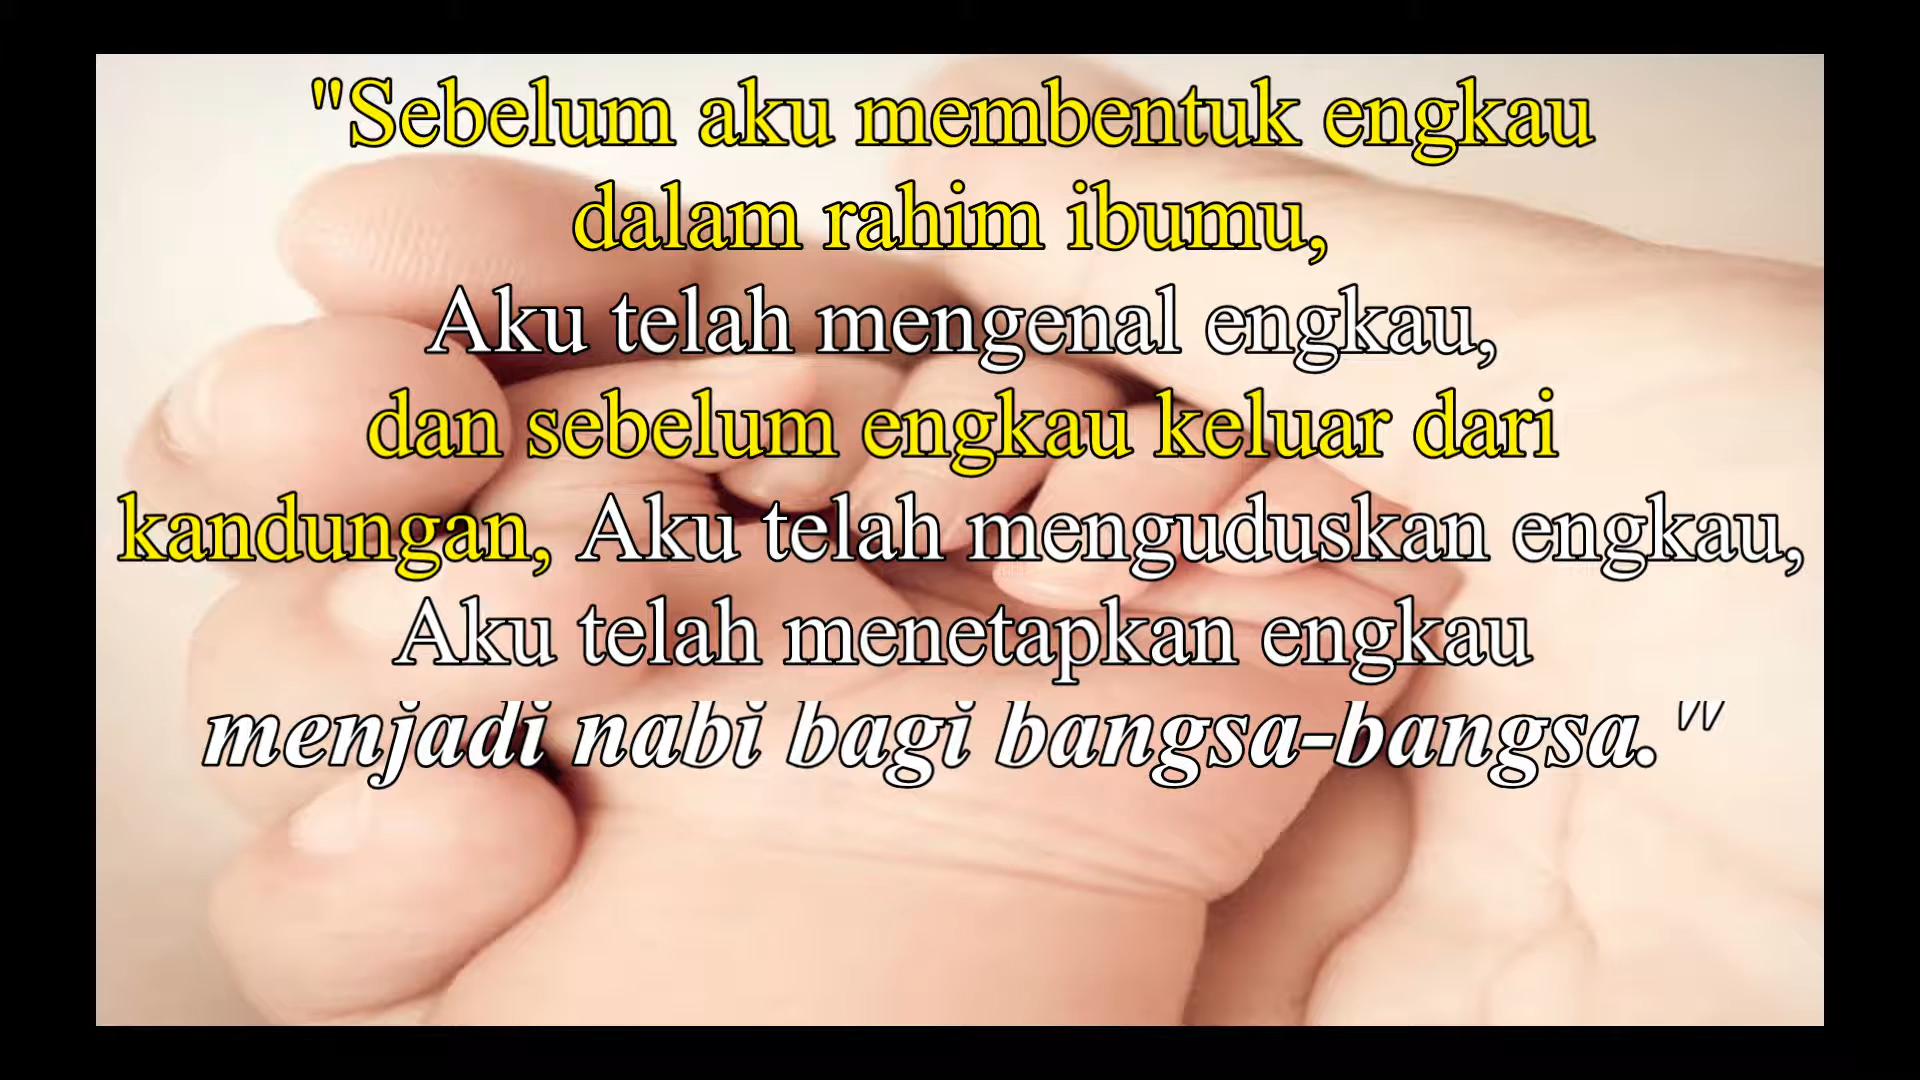 "Sebelum aku membentuk engkau
dalam rahim ibumu,
Aku telah mengenal engkau,
dan sebelum engkau keluar dari
kandungan, Aku telah menguduskan engkau,
Aku telah menetapkan engkau
menjadi nabi bagi bangsa-bangsa."